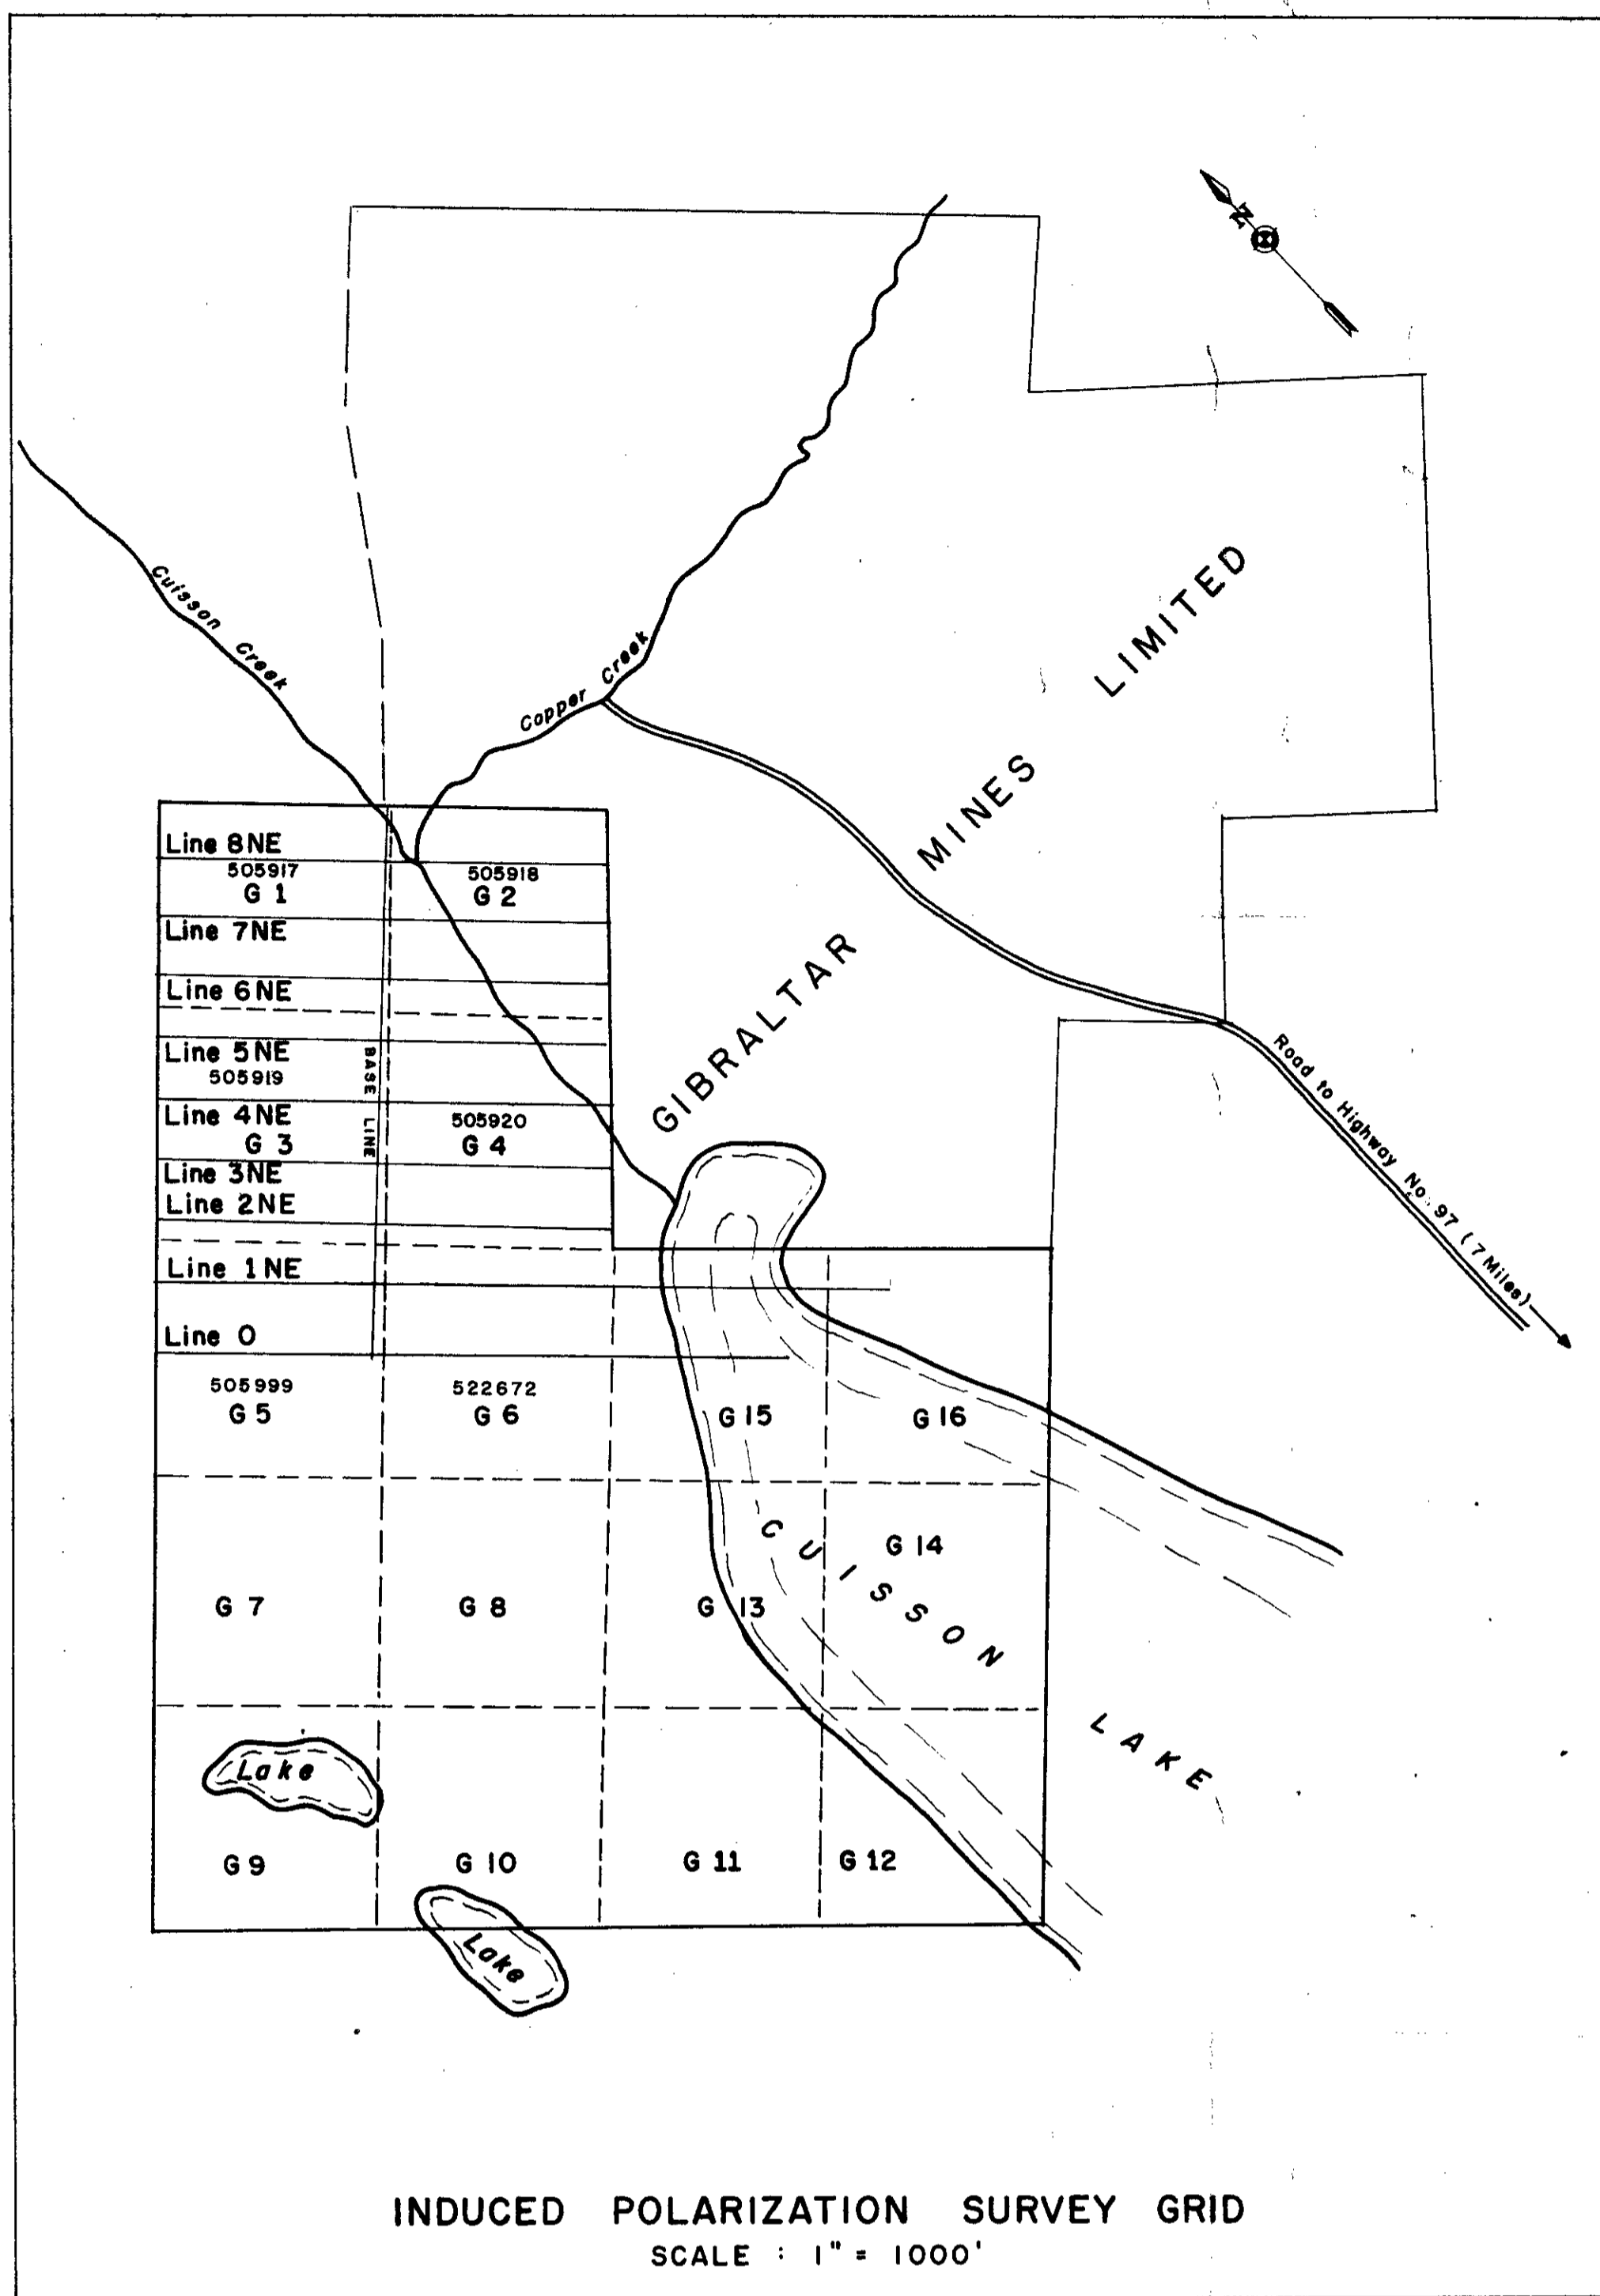 N
Cuisson Creek
Copper Creek
GIBRALTAR MINES LIMITED
Line 8NE
505917
G 1
505918
G 2
Line 7NE
Line 6NE
Line 5NE
505919
BASE LINE
Line 4NE
G 3
505920
G 4
Line 3NE
Line 2NE
Line 1NE
Line O
Road to Highway No. 97 (7 Miles)
505999
G 5
522672
G 6
G 15
G 16
G 7
G 8
G 13
G 14
CUISSON LAKE
Lake
G 9
G 10
G 11
G 12
Lake
INDUCED POLARIZATION SURVEY GRID
SCALE : 1" = 1000'